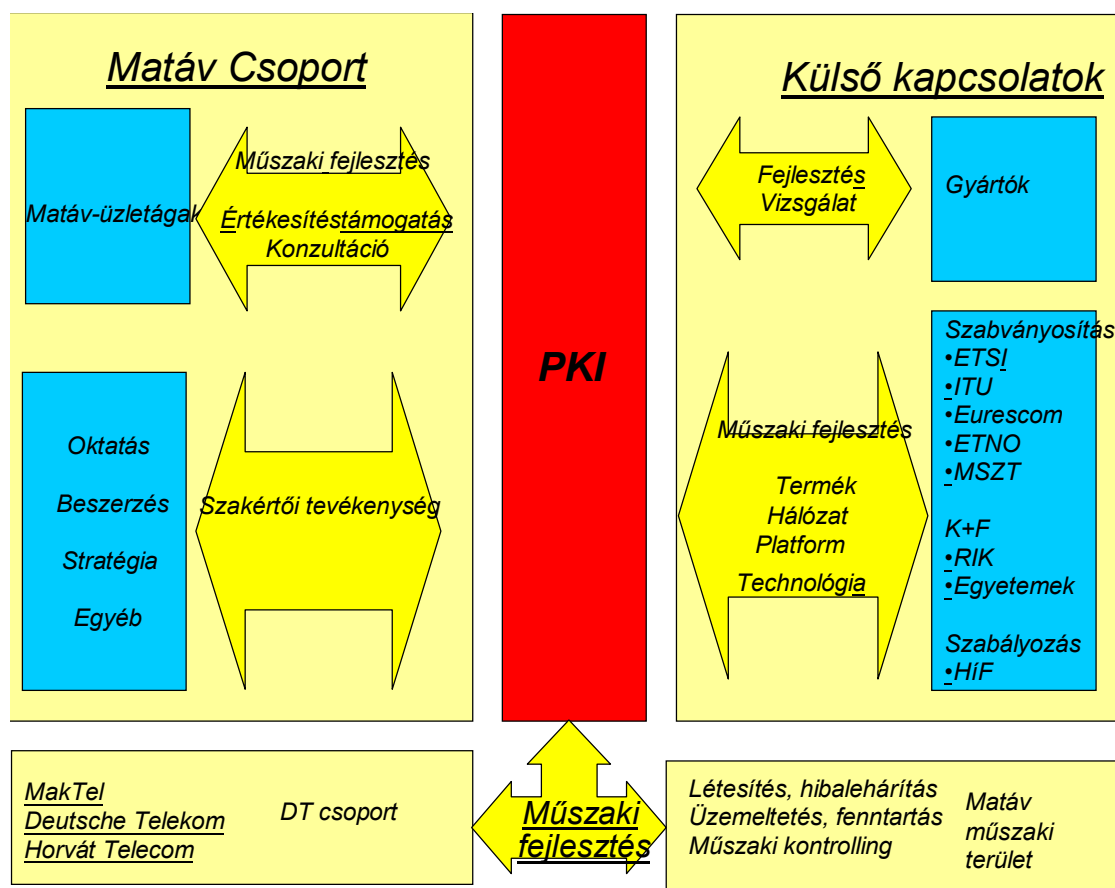 Matáv Csoport
Matáv-üzletágak
Műszaki fejlesztés
Értékesítéstámogatás
Konzultáció
Oktatás
Beszerzés
Stratégia
Egyéb
Szakértői tevékenység
PKI
Külső kapcsolatok
Fejlesztés
Vizsgálat
Gyártók
Műszaki fejlesztés
Termék
Hálózat
Platform
Technológia
Szabványosítás
•ETSI
•ITU
•Eurescom
•ETNO
•MSZT
K+F
•RIK
•Egyetemek
Szabályozás
•HíF
MakTel
Deutsche Telekom
Horvát Telecom
DT csoport
Műszaki
fejlesztés
Létesítés, hibalehárítás
Üzemeltetés, fenntartás
Műszaki kontrolling
Matáv
műszaki
terület